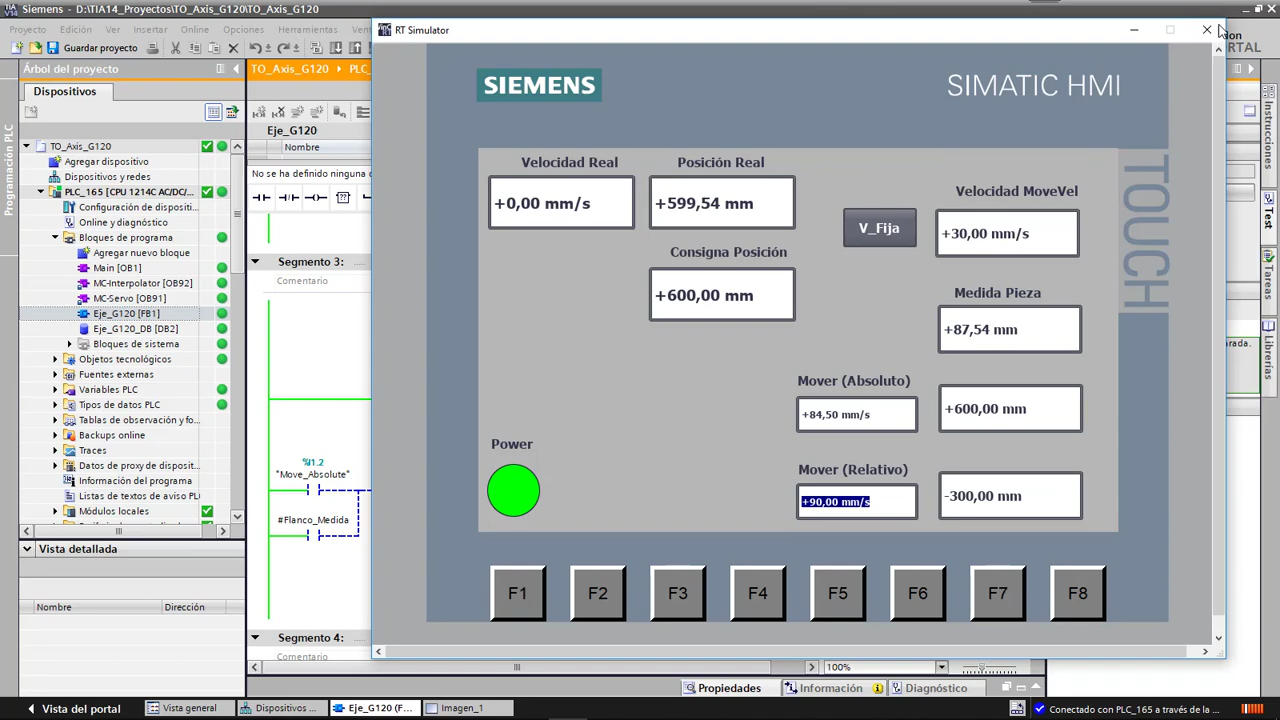 Siemens - D:\TIA14_Proyectos\TO_Axis_G120\TO_Axis_G120
Proyecto Edición Ver Insertar Online Opciones Herramientas
Guardar proyecto
PORTAL
RT Simulator
Árbol del proyecto
TO_Axis_G120 PLC_
Dispositivos
Programación PLC
TO_Axis_G120
Agregar dispositivo
Dispositivos y redes
PLC_165 [CPU 1214C AC/DC/...
Configuración de dispositi...
Online y diagnóstico
Bloques de programa
Agregar nuevo bloque
Main [OB1]
MC-Interpolator [OB92]
MC-Servo [OB91]
Eje_G120 [FB1]
Eje_G120_DB [DB2]
Bloques de sistema
Objetos tecnológicos
Fuentes externas
Variables PLC
Tipos de datos PLC
Tablas de observación y fo...
Backups online
Traces
Datos de proxy de disposit...
Información del programa
Listas de textos de aviso PLC
Módulos locales
Vista detallada
Nombre Dirección
Eje_G120
Nombre
No se ha definido ninguna
Segmento 3:
Comentario
%I1.2
"Move_Absolute"
#Flanco_Medida
Segmento 4:
Comentario
SIEMENS
SIMATIC HMI
TOUCH
Velocidad Real
+0,00 mm/s
Posición Real
+599,54 mm
Consigna Posición
+600,00 mm
V_Fija
Velocidad MoveVel
+30,00 mm/s
Medida Pieza
+87,54 mm
Mover (Absoluto)
+84,50 mm/s
+600,00 mm
Mover (Relativo)
+90,00 mm/s
-300,00 mm
Power
F1 F2 F3 F4 F5 F6 F7 F8
Instrucciones
Test
Tareas
Librerías
100%
Propiedades Información Diagnóstico
Vista del portal Vista general Dispositivos ... Eje_G120 (F... Imagen_1
Conectado con PLC_165 a través de la ...